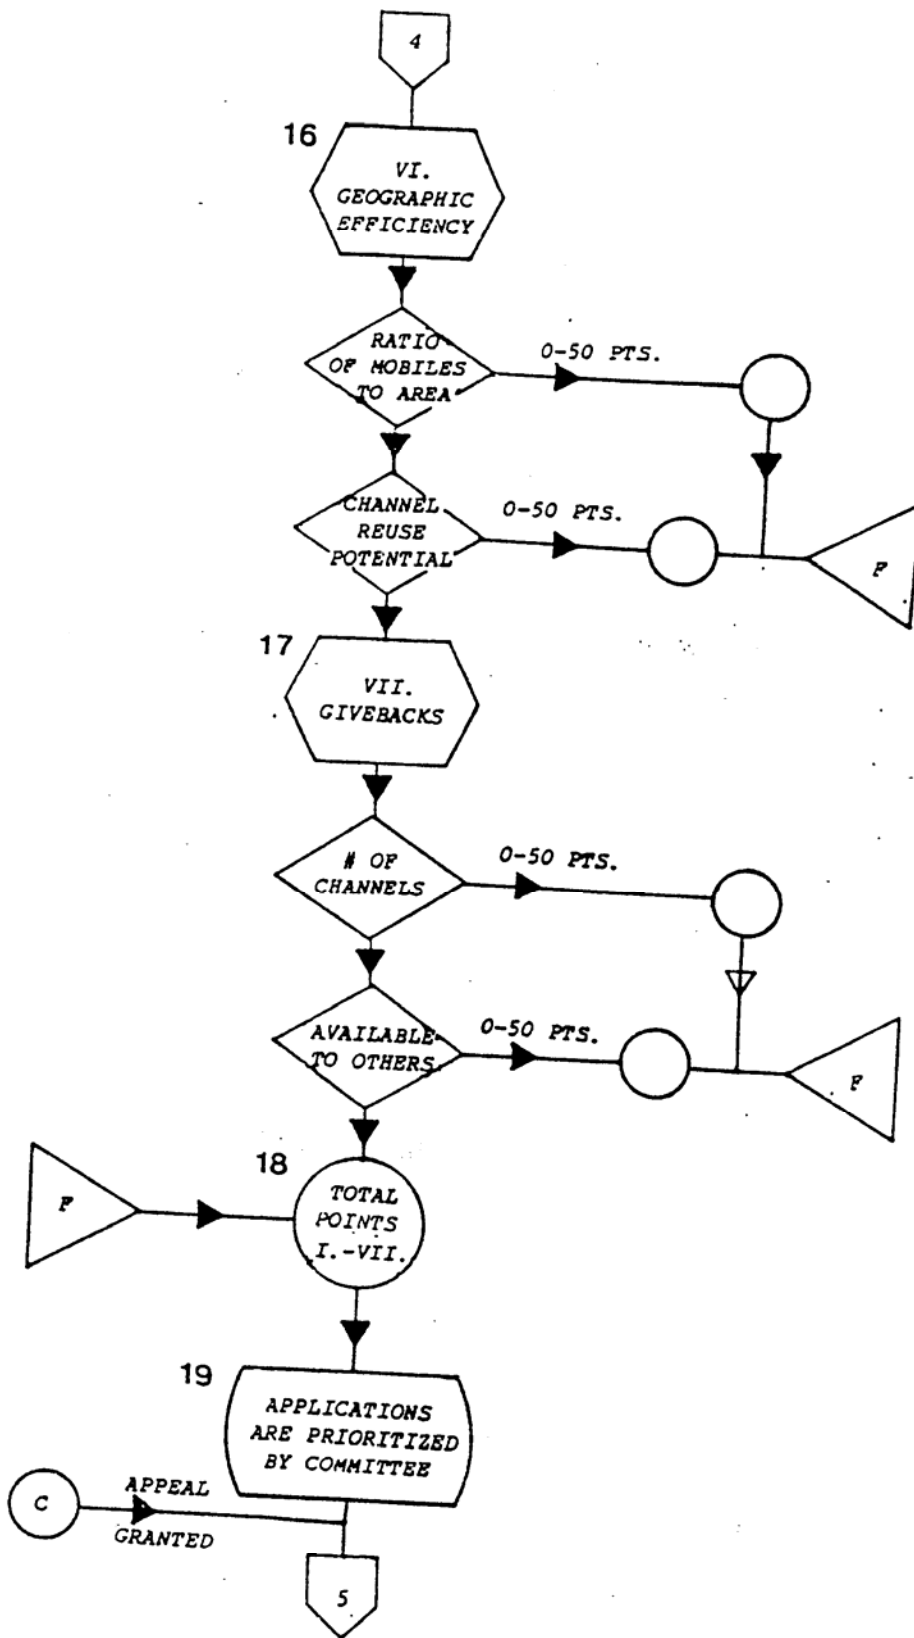 4
16
VI.
GEOGRAPHIC
EFFICIENCY
RATIO
OF MOBILES
TO AREA
0-50 PTS.
CHANNEL
REUSE
POTENTIAL
0-50 PTS.
F
17
VII.
GIVEBACKS
# OF
CHANNELS
0-50 PTS.
AVAILABLE
TO OTHERS
0-50 PTS.
F
18
F
TOTAL
POINTS
I.-VII.
19
APPLICATIONS
ARE PRIORITIZED
BY COMMITTEE
C
APPEAL
GRANTED
5